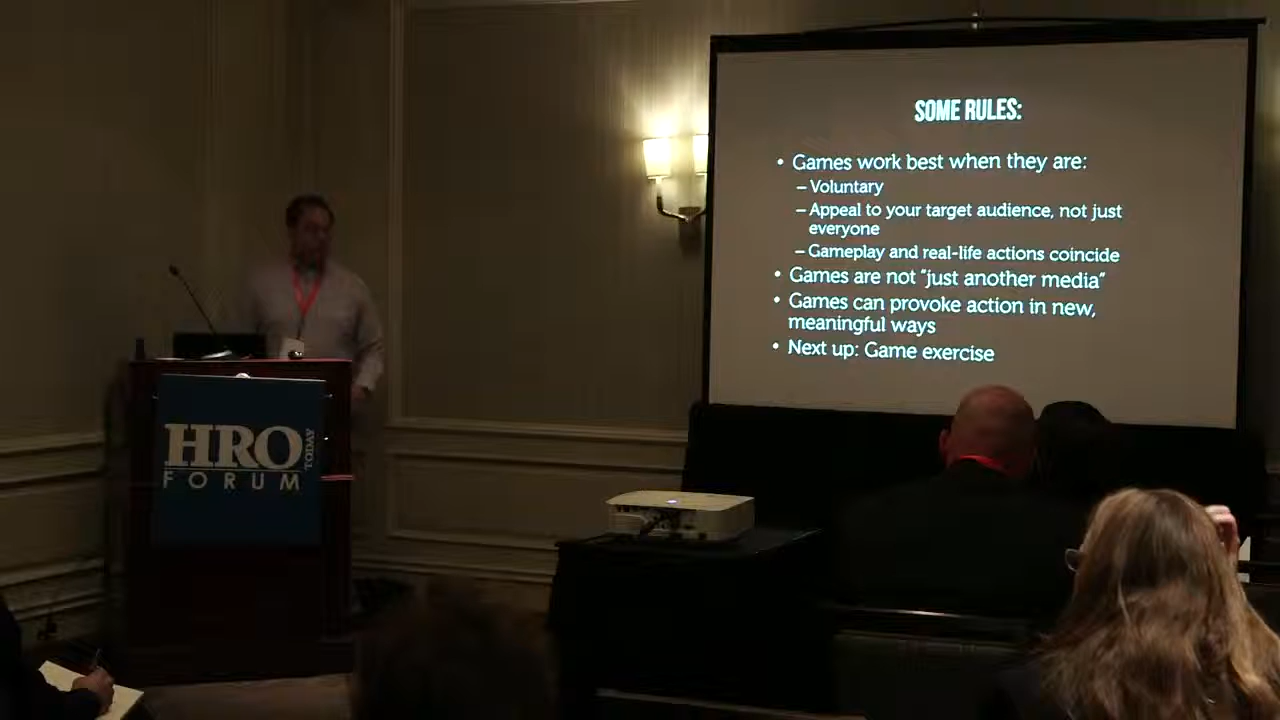 SOME RULES:
• Games work best when they are:
– Voluntary
– Appeal to your target audience, not just
everyone
– Gameplay and real-life actions coincide
• Games are not "just another media"
• Games can provoke action in new,
meaningful ways
• Next up: Game exercise
HRO
TODAY
FORUM